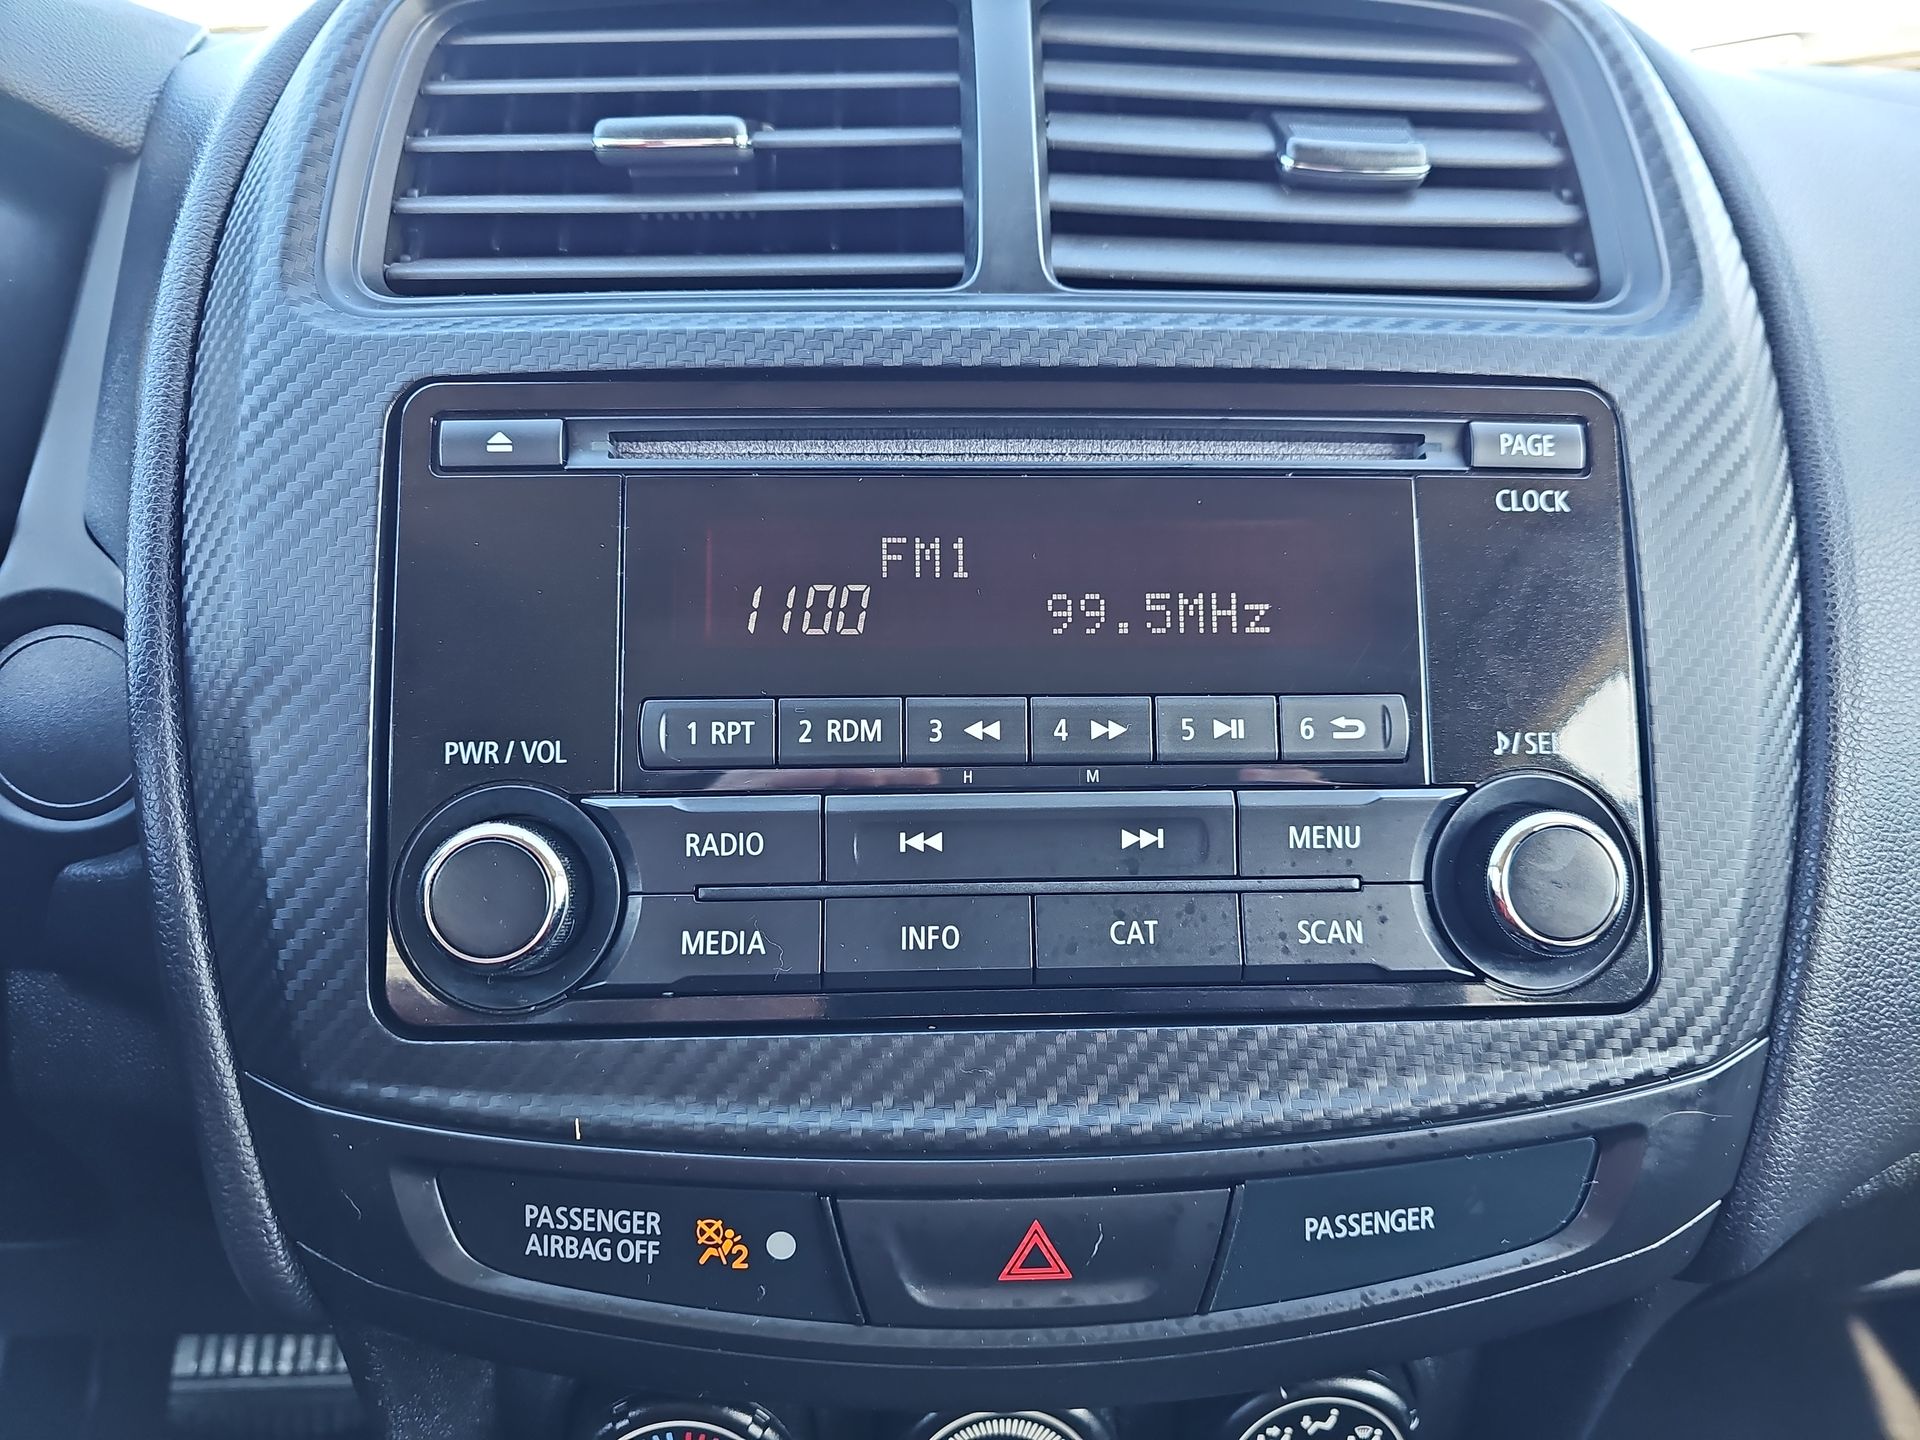 PAGE
CLOCK
FM1
1100 99.5MHz
1 RPT 2 RDM 3 4 5 6
H M
PWR / VOL
♪/SEL
RADIO MENU
MEDIA INFO CAT SCAN
PASSENGER
AIRBAG OFF
2
PASSENGER